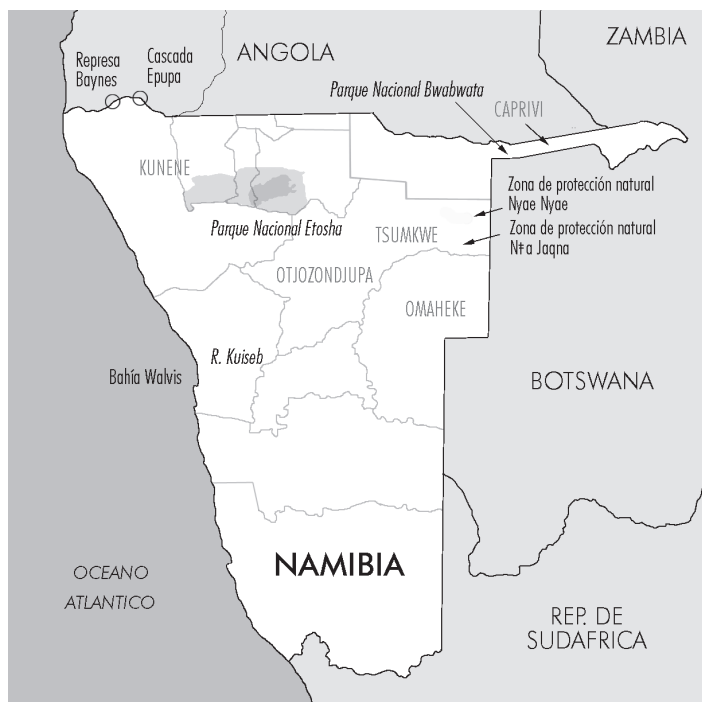 ZAMBIA
ANGOLA
Represa
Baynes
Cascada
Epupa
Parque Nacional Bwabwata
CAPRIVI
KUNENE
Zona de protección natural
Nyae Nyae
Parque Nacional Etosha
TSUMKWE
Zona de protección natural
Nǂa Jaqna
OTJOZONDJUPA
OMAHEKE
R. Kuiseb
Bahía Walvis
BOTSWANA
NAMIBIA
OCEANO
ATLANTICO
REP. DE
SUDAFRICA